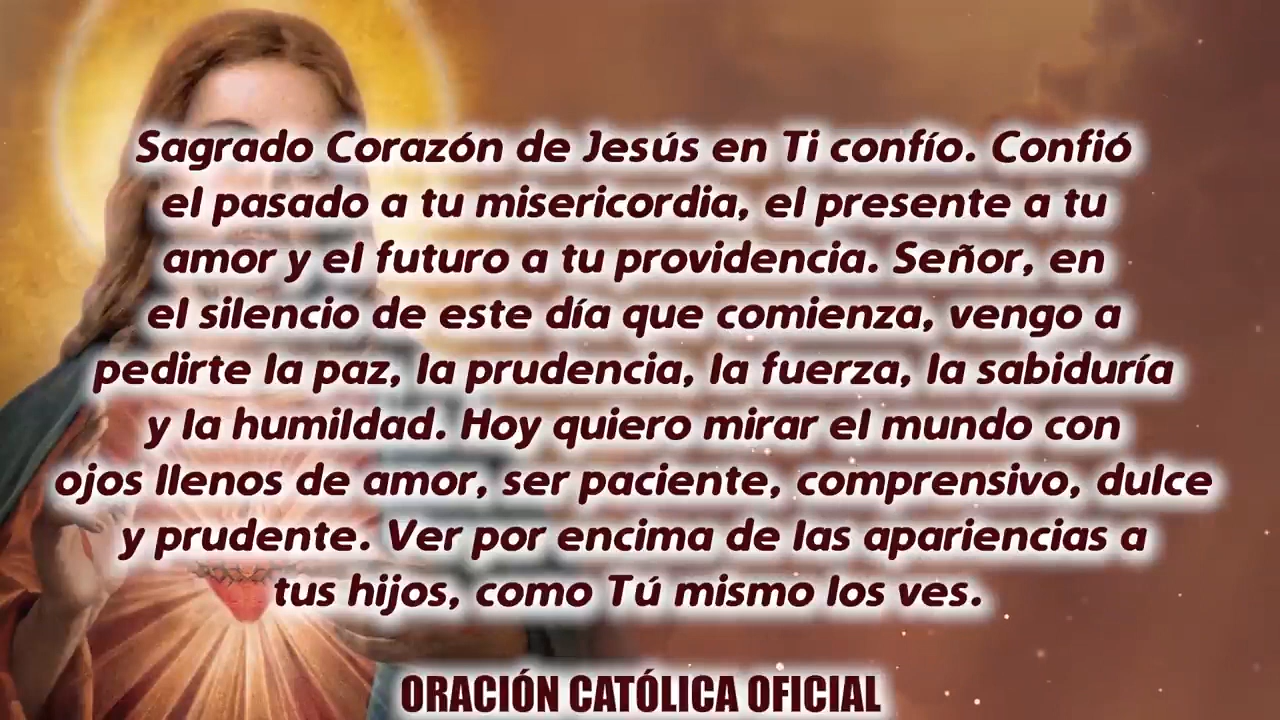 Sagrado Corazón de Jesús en Ti confío. Confió
el pasado a tu misericordia, el presente a tu
amor y el futuro a tu providencia. Señor, en
el silencio de este día que comienza, vengo a
pedirte la paz, la prudencia, la fuerza, la sabiduría
y la humildad. Hoy quiero mirar el mundo con
ojos llenos de amor, ser paciente, comprensivo, dulce
y prudente. Ver por encima de las apariencias a
tus hijos, como Tú mismo los ves.
ORACIÓN CATÓLICA OFICIAL